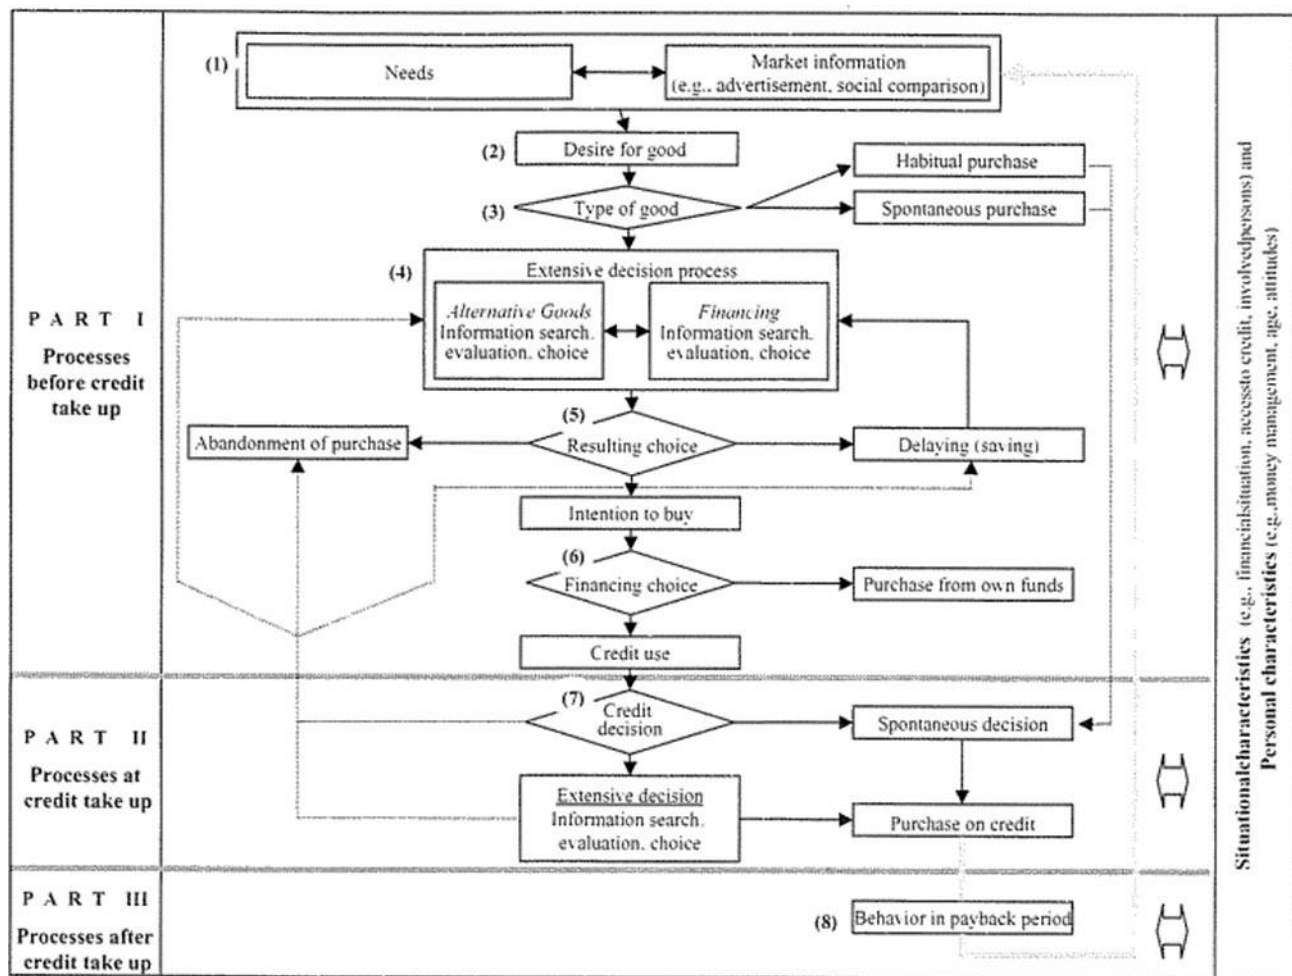 (1)
Needs
Market information
(e.g., advertisement, social comparison)
(2)
Desire for good
Habitual purchase
(3)
Type of good
Spontaneous purchase
(4)
Extensive decision process
Alternative Goods
Information search,
evaluation, choice
Financing
Information search,
evaluation, choice
PART I
Processes
before credit
take up
(5)
Abandonment of purchase
Resulting choice
Delaying (saving)
Intention to buy
(6)
Financing choice
Purchase from own funds
Credit use
PART II
Processes at
credit take up
(7)
Credit
decision
Spontaneous decision
Extensive decision
Information search,
evaluation, choice
Purchase on credit
PART III
Processes after
credit take up
(8)
Behavior in payback period
Situationalcharacteristics (e.g., financialsituation, accessto credit, involvedpersons) and
Personal characteristics (e.g.,money management, age, attitudes)